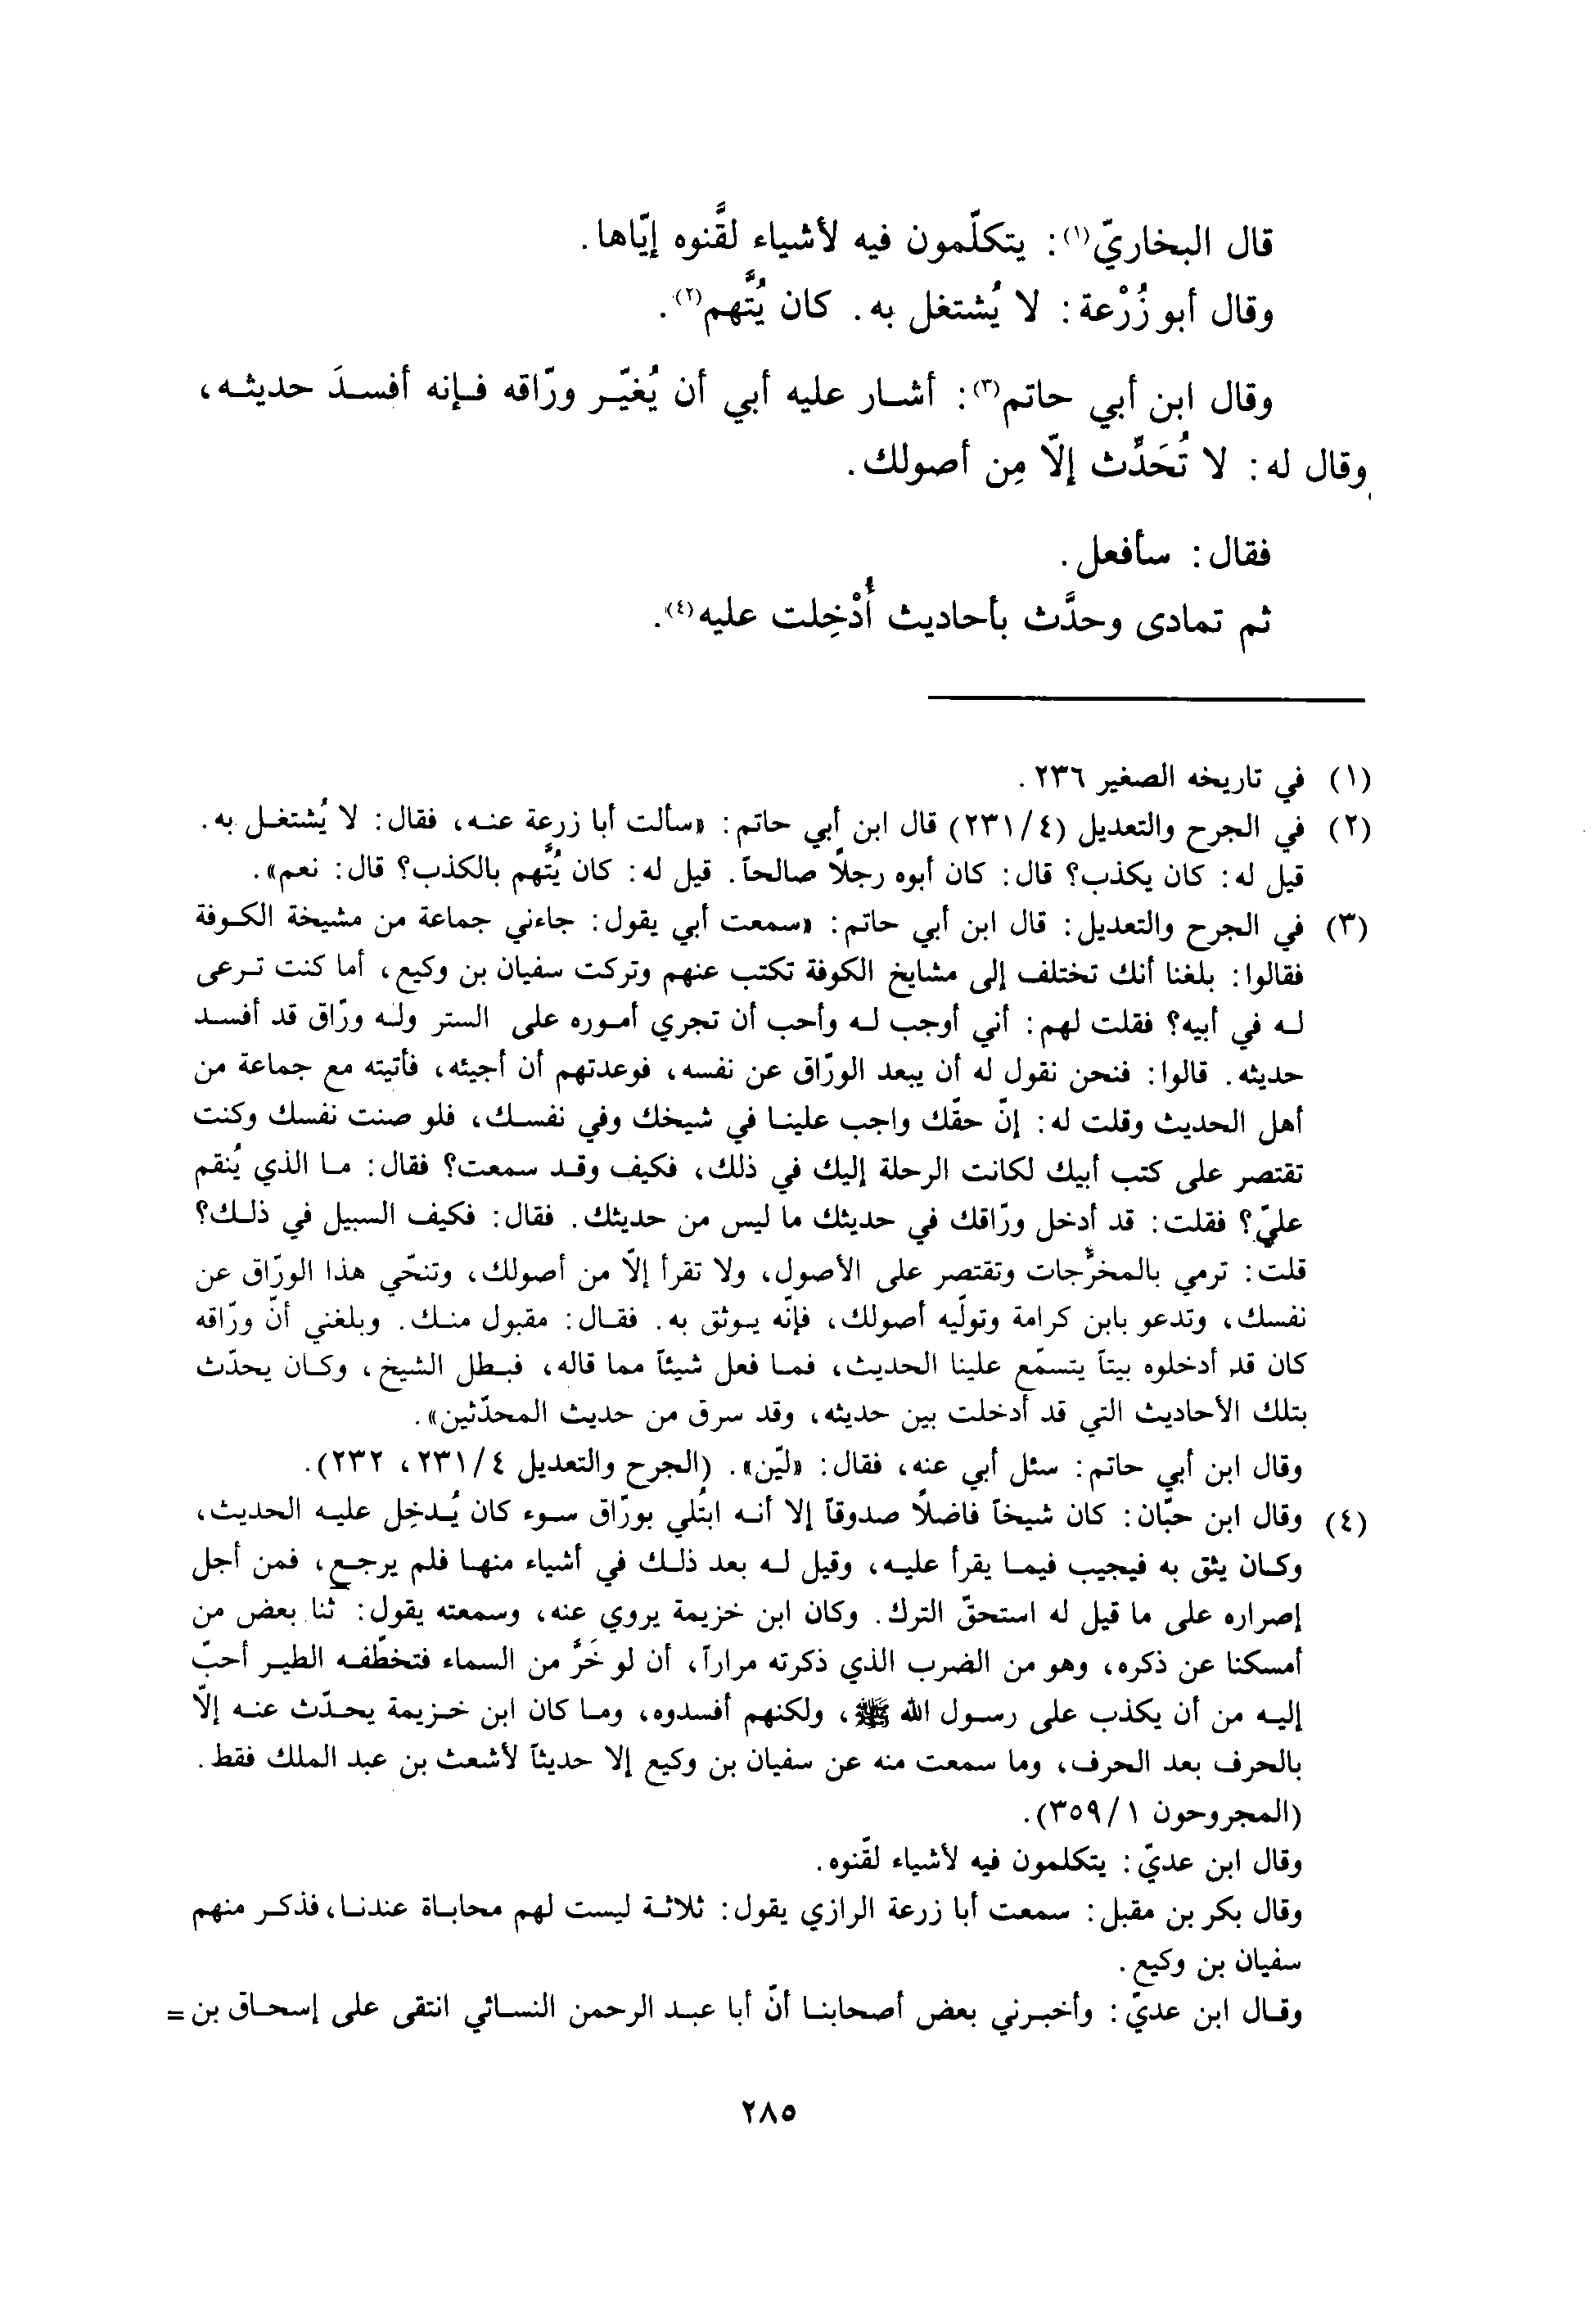 قال البخاريّ(١): يتكلّمون فيه لأشياء لقَّنوه إيّاها.
وقال أبو زُرْعة: لا يُشتغل به. كان يُتَّهم(٢).
وقال ابن أبي حاتم(٣): أشار عليه أبي أن يُغيّر ورّاقه فإنه أفسدَ حديثه،
وقال له: لا تُحَدِّث إلّا مِن أصولك.
فقال: سأفعل.
ثم تمادى وحدَّث بأحاديث أُدْخِلت عليه(٤).
(١) في تاريخه الصغير ٢٣٦.
(٢) في الجرح والتعديل (٢٣١/٤) قال ابن أبي حاتم: «سألت أبا زرعة عنه، فقال: لا يُشتغل به.
قيل له: كان يكذب؟ قال: كان أبوه رجلًا صالحاً. قيل له: كان يُتَّهم بالكذب؟ قال: نعم».
(٣) في الجرح والتعديل: قال ابن أبي حاتم: «سمعت أبي يقول: جاءني جماعة من مشيخة الكوفة
فقالوا: بلغنا أنك تختلف إلى مشايخ الكوفة تكتب عنهم وتركت سفيان بن وكيع، أما كنت ترعى
له في أبيه؟ فقلت لهم: أني أوجب له وأحب أن تجري أموره على الستر وله ورّاق قد أفسد
حديثه. قالوا: فنحن نقول له أن يبعد الورّاق عن نفسه، فوعدتهم أن أجيئه، فأتيته مع جماعة من
أهل الحديث وقلت له: إنّ حقّك واجب علينا في شيخك وفي نفسك، فلو صنت نفسك وكنت
تقتصر على كتب أبيك لكانت الرحلة إليك في ذلك، فكيف وقد سمعت؟ فقال: ما الذي يُنقم
عليّ؟ فقلت: قد أدخل ورّاقك في حديثك ما ليس من حديثك. فقال: فكيف السبيل في ذلك؟
قلت: ترمي بالمخرَّجات وتقتصر على الأصول، ولا تقرأ إلّا من أصولك، وتنحّي هذا الورّاق عن
نفسك، وتدعو بابن كرامة وتولّيه أصولك، فإنّه يوثق به. فقال: مقبول منك. وبلغني أنّ ورّاقه
كان قد أدخلوه بيتاً يتسمّع علينا الحديث، فما فعل شيئاً مما قاله، فبطل الشيخ، وكان يحدّث
بتلك الأحاديث التي قد أدخلت بين حديثه، وقد سرق من حديث المحدّثين».
وقال ابن أبي حاتم: سئل أبي عنه، فقال: «ليّن». (الجرح والتعديل ٢٣١/٤، ٢٣٢).
(٤) وقال ابن حبّان: كان شيخاً فاضلًا صدوقاً إلا أنه ابتُلي بورّاق سوء كان يُدخِل عليه الحديث،
وكان يثق به فيجيب فيما يقرأ عليه، وقيل له بعد ذلك في أشياء منها فلم يرجع، فمن أجل
إصراره على ما قيل له استحقّ الترك. وكان ابن خزيمة يروي عنه، وسمعته يقول: ثنا بعض من
أمسكنا عن ذكره، وهو من الضرب الذي ذكرته مراراً، أن لو خَرَّ من السماء فتخطّفه الطير أحبّ
إليه من أن يكذب على رسول الله ﷺ، ولكنهم أفسدوه، وما كان ابن خزيمة يحدّث عنه إلّا
بالحرف بعد الحرف، وما سمعت منه عن سفيان بن وكيع إلا حديثاً لأشعث بن عبد الملك فقط.
(المجروحون ٣٥٩/١).
وقال ابن عديّ: يتكلمون فيه لأشياء لقّنوه.
وقال بكر بن مقبل: سمعت أبا زرعة الرازي يقول: ثلاثة ليست لهم محاباة عندنا، فذكر منهم
سفيان بن وكيع.
وقال ابن عديّ: وأخبرني بعض أصحابنا أنّ أبا عبد الرحمن النسائي انتقى على إسحاق بن =
٢٨٥